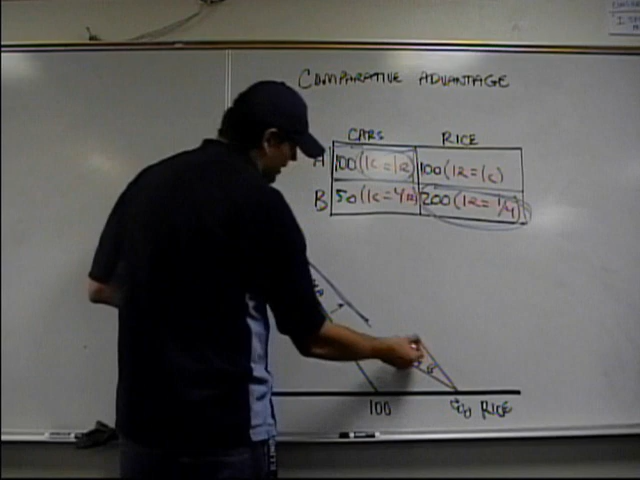 COMPARATIVE ADVANTAGE
CARS RICE
A 100 (1C = 1R) 100 (1R = 1C)
B 50 (1C = 4R) 200 (1R = 1/4)
B
100 200 RICE